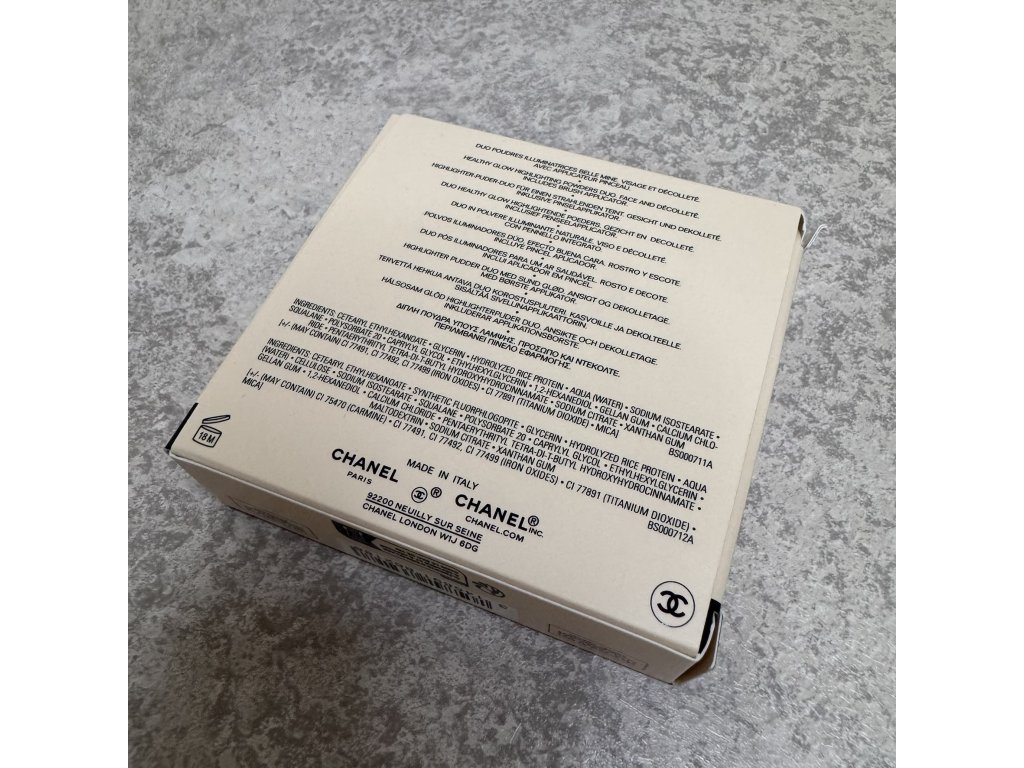 DUO POUDRES ILLUMINATRICES BELLE MINE. VISAGE ET DÉCOLLETÉ.
AVEC APPLICATEUR PINCEAU.
•
HEALTHY GLOW HIGHLIGHTING POWDERS DUO. FACE AND DÉCOLLETÉ.
INCLUDES BRUSH APPLICATOR.
•
HIGHLIGHTER-PUDER-DUO FÜR EINEN STRAHLENDEN TEINT. GESICHT UND DEKOLLETÉ.
INKLUSIVE PINSELAPPLIKATOR.
•
DUO HEALTHY GLOW HIGHLIGHTENDE POEDERS. GEZICHT EN DECOLLETÉ.
INCLUSIEF PENSEELAPPLICATOR.
•
DUO IN POLVERE ILLUMINANTE NATURALE. VISO E DÉCOLLETÉ.
CON PENNELLO INTEGRATO.
•
POLVOS ILUMINADORES DÚO, EFECTO BUENA CARA. ROSTRO Y ESCOTE.
INCLUYE PINCEL APLICADOR.
•
DUO PÓS ILUMINADORES PARA UM AR SAUDÁVEL. ROSTO E DECOTE.
INCLUI APLICADOR EM PINCEL.
•
HIGHLIGHTER PUDDER DUO MED SUND GLØD. ANSIGT OG DEKOLLETAGE.
MED BØRSTE APPLIKATOR.
•
TERVETTÄ HEHKUA ANTAVA DUO KOROSTUSPUUTERI. KASVOILLE JA DEKOLTEELLE.
SISÄLTÄÄ SIVELLINAPPLIKAATTORIN.
•
HÄLSOSAM GLÖD HIGHLIGHTERPUDER DUO. ANSIKTE OCH DEKOLLETAGE.
INKLUDERAR APPLIKATIONSBORSTE.
•
ΔΙΠΛΗ ΠΟΥΔΡΑ ΥΓΙΟΥΣ ΛΑΜΨΗΣ. ΠΡΟΣΩΠΟ ΚΑΙ ΝΤΕΚΟΛΤΕ.
ΠΕΡΙΛΑΜΒΑΝΕΙ ΠΙΝΕΛΟ ΕΦΑΡΜΟΓΗΣ.
INGREDIENTS: CETEARYL ETHYLHEXANOATE • GLYCERIN • HYDROLYZED RICE PROTEIN • AQUA (WATER) • SODIUM ISOSTEARATE •
SQUALANE • POLYSORBATE 20 • CAPRYLYL GLYCOL • ETHYLHEXYLGLYCERIN • 1,2-HEXANEDIOL • GELLAN GUM • CALCIUM CHLO-
RIDE • PENTAERYTHRITYL TETRA-DI-T-BUTYL HYDROXYHYDROCINNAMATE • SODIUM CITRATE • XANTHAN GUM
[+/- (MAY CONTAIN) CI 77491, CI 77492, CI 77499 (IRON OXIDES) • CI 77891 (TITANIUM DIOXIDE) • MICA] BS000711A
INGREDIENTS: CETEARYL ETHYLHEXANOATE • SYNTHETIC FLUORPHLOGOPITE • GLYCERIN • HYDROLYZED RICE PROTEIN • AQUA
(WATER) • CELLULOSE • SODIUM ISOSTEARATE • SQUALANE • POLYSORBATE 20 • CAPRYLYL GLYCOL • ETHYLHEXYLGLYCERIN •
GELLAN GUM • 1,2-HEXANEDIOL • CALCIUM CHLORIDE • PENTAERYTHRITYL TETRA-DI-T-BUTYL HYDROXYHYDROCINNAMATE •
MALTODEXTRIN • SODIUM CITRATE • XANTHAN GUM
[+/- (MAY CONTAIN) CI 75470 (CARMINE) • CI 77491, CI 77492, CI 77499 (IRON OXIDES) • CI 77891 (TITANIUM DIOXIDE) •
MICA] BS000712A
18 M
MADE IN ITALY
CHANEL ® CHANEL® INC.
PARIS CHANEL.COM
92200 NEUILLY SUR SEINE
CHANEL LONDON W1J 6DG